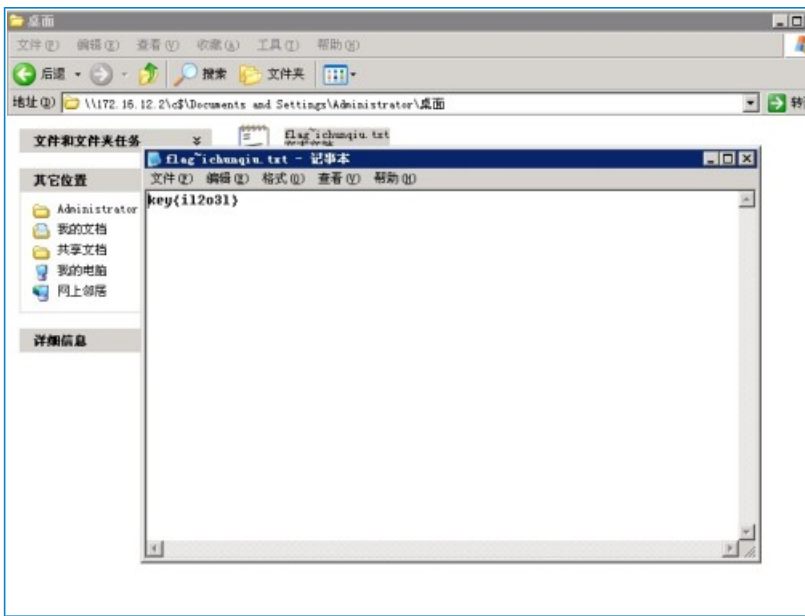 桌面
文件(F) 编辑(E) 查看(V) 收藏(A) 工具(T) 帮助(H)
后退 搜索 文件夹
地址(D) \\172.16.12.2\c$\Documents and Settings\Administrator\桌面
文件和文件夹任务
flag~ichunqiu.txt
flag~ichunqiu.txt - 记事本
其它位置
文件(F) 编辑(E) 格式(O) 查看(V) 帮助(H)
key{il2o3l}
Administrator
我的文档
共享文档
我的电脑
网上邻居
详细信息